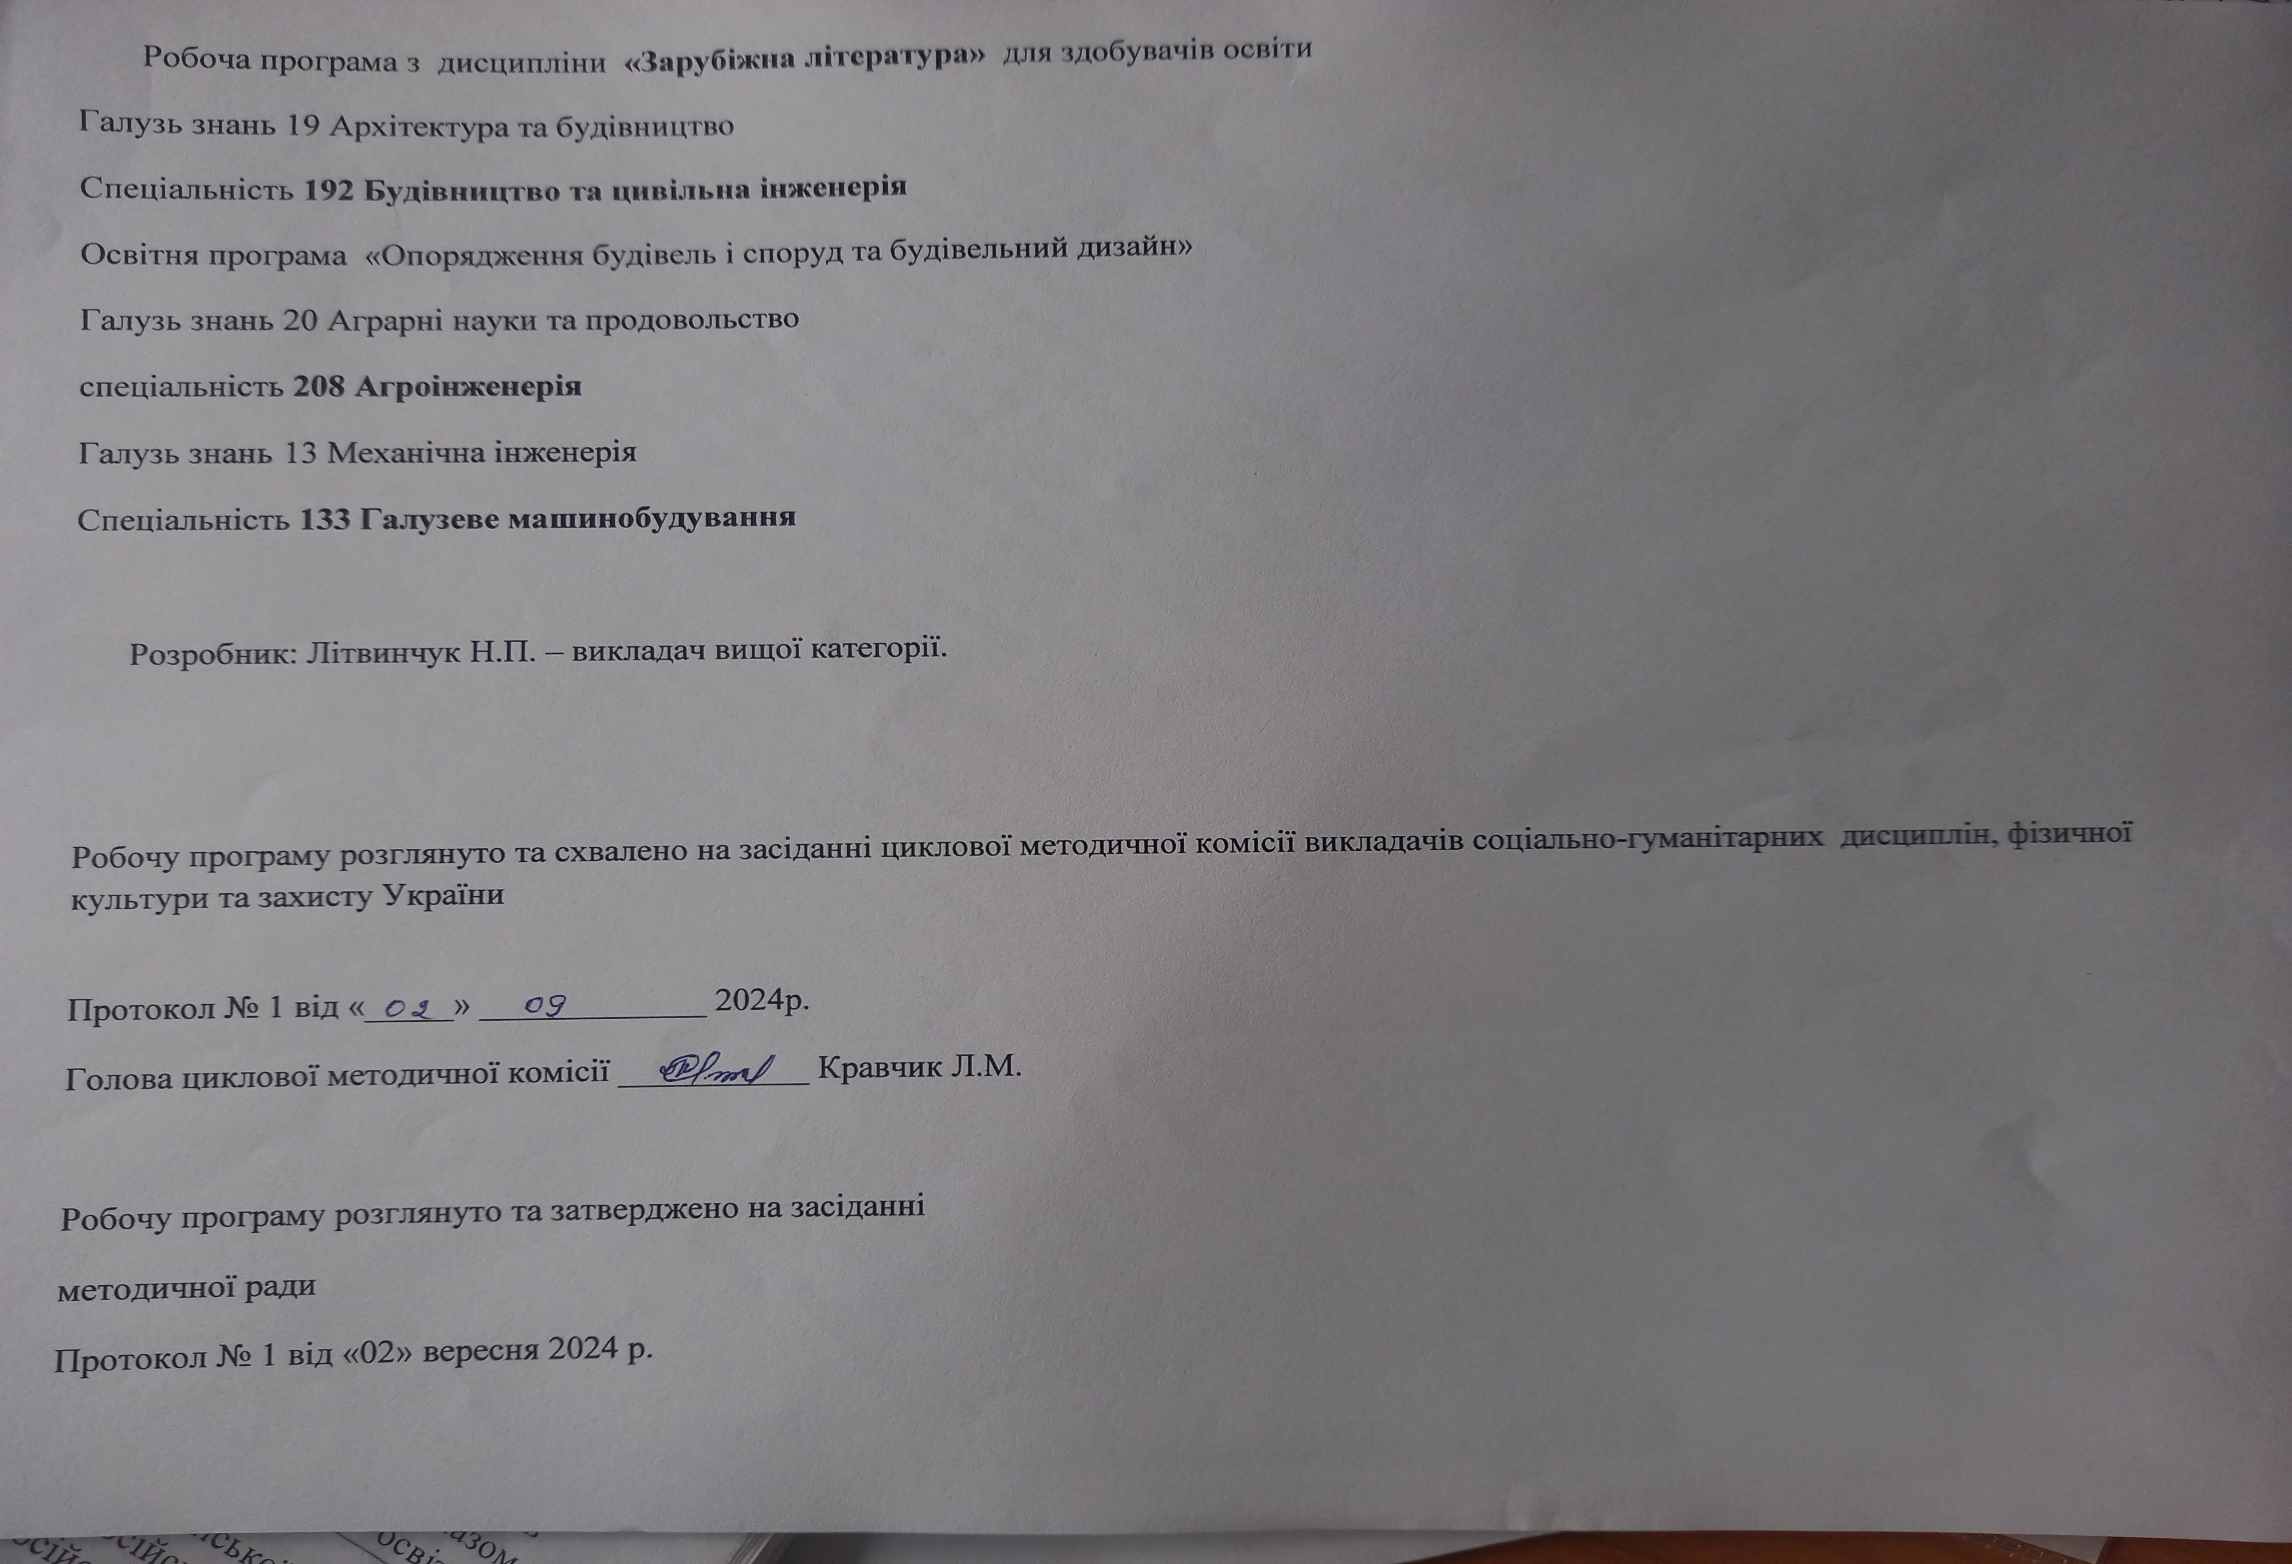 Робоча програма з дисципліни «Зарубіжна література» для здобувачів освіти
Галузь знань 19 Архітектура та будівництво
Спеціальність 192 Будівництво та цивільна інженерія
Освітня програма «Опорядження будівель і споруд та будівельний дизайн»
Галузь знань 20 Аграрні науки та продовольство
спеціальність 208 Агроінженерія
Галузь знань 13 Механічна інженерія
Спеціальність 133 Галузеве машинобудування
Розробник: Літвинчук Н.П. – викладач вищої категорії.
Робочу програму розглянуто та схвалено на засіданні циклової методичної комісії викладачів соціально-гуманітарних дисциплін, фізичної
культури та захисту України
Протокол № 1 від «02» 09 2024р.
Голова циклової методичної комісії Кравчик Л.М.
Робочу програму розглянуто та затверджено на засіданні
методичної ради
Протокол № 1 від «02» вересня 2024 р.